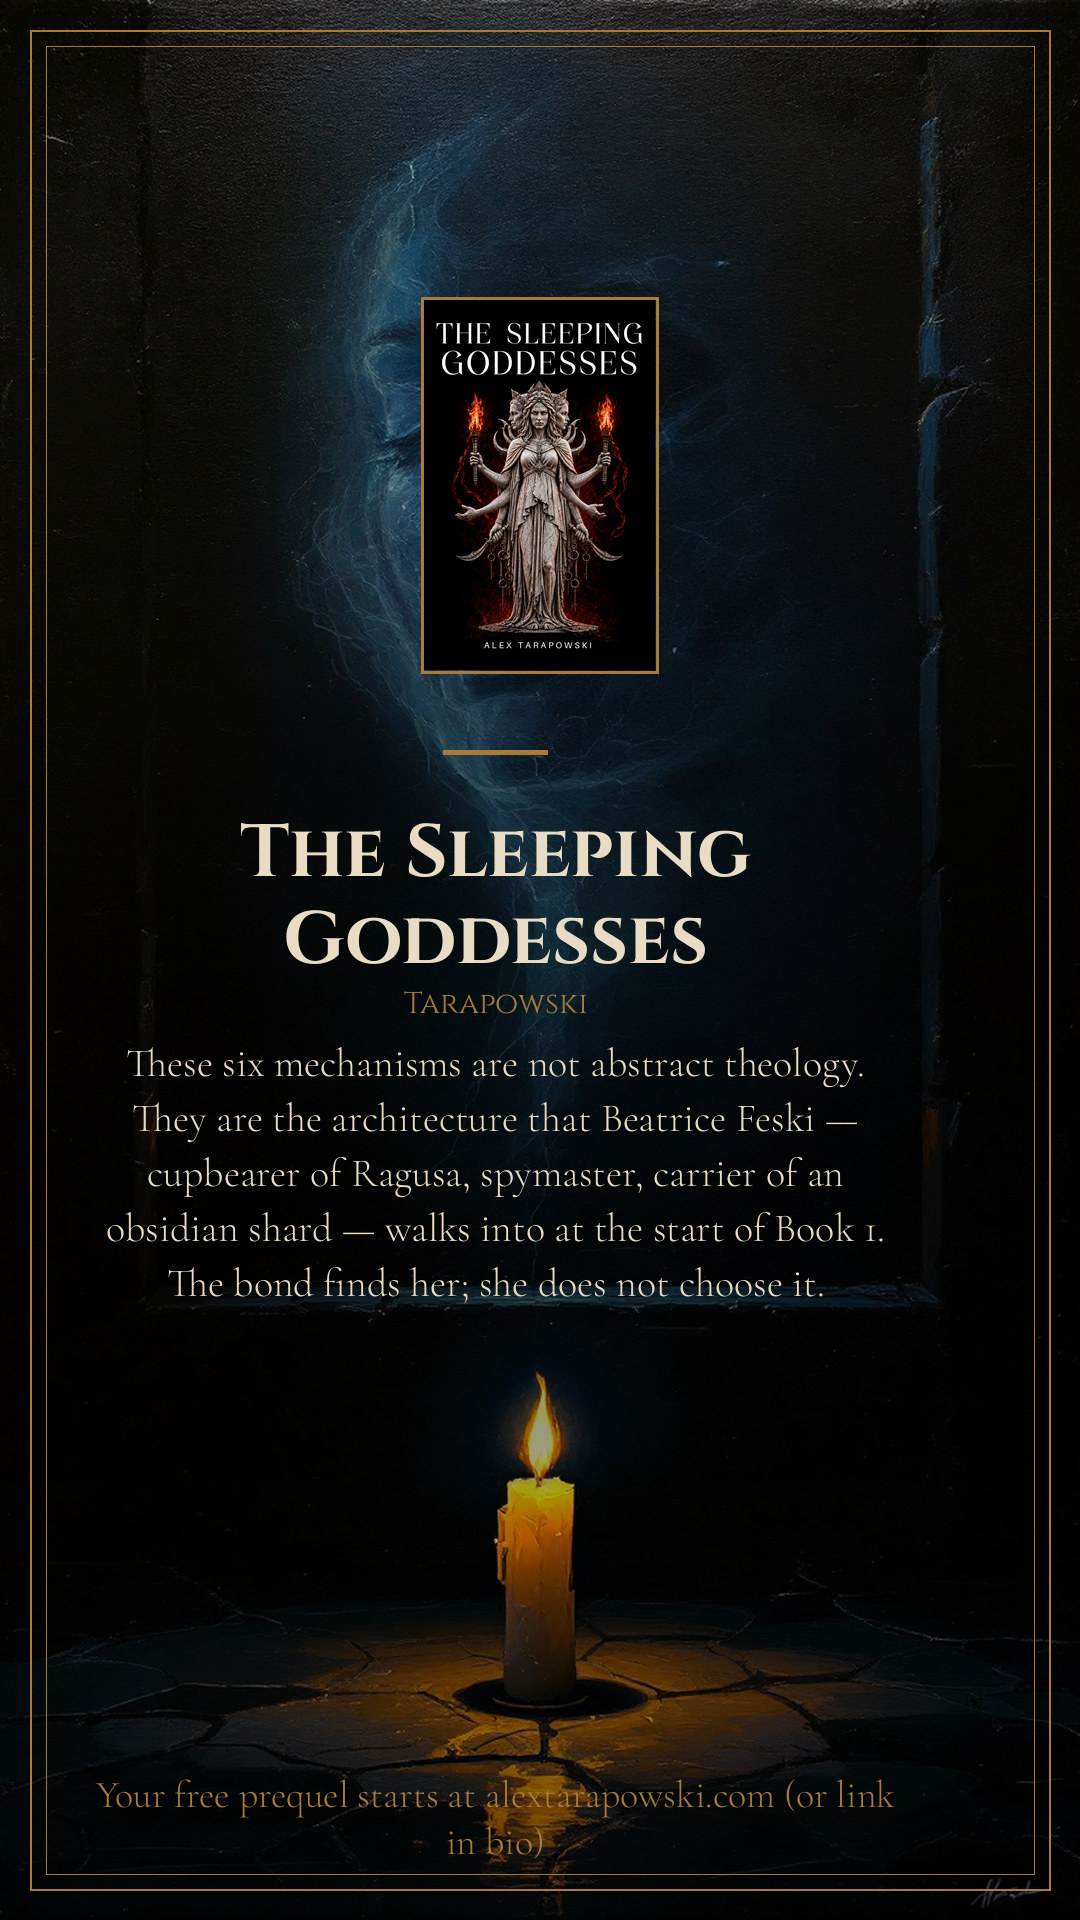 THE SLEEPING
GODDESSES
ALEX TARAPOWSKI
The Sleeping
Goddesses
Tarapowski
These six mechanisms are not abstract theology.
They are the architecture that Beatrice Feski —
cupbearer of Ragusa, spymaster, carrier of an
obsidian shard — walks into at the start of Book 1.
The bond finds her; she does not choose it.
Your free prequel starts at alextarapowski.com (or link
in bio)